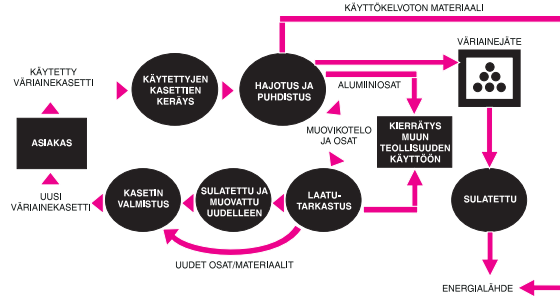 KÄYTTÖKELVOTON MATERIAALI
VÄRIAINEJÄTE
KÄYTETTY
VÄRIAINEKASETTI
KÄYTETTYJEN
KASETTIEN
KERÄYS
HAJOTUS JA
PUHDISTUS
ALUMIINIOSAT
MUOVIKOTELO
JA OSAT
KIERRÄTYS
MUUN
TEOLLISUUDEN
KÄYTTÖÖN
ASIAKAS
UUSI
VÄRIAINEKASETTI
KASETIN
VALMISTUS
SULATETTU JA
MUOVATTU
UUDELLEEN
LAATU-
TARKASTUS
SULATETTU
UUDET OSAT/MATERIAALIT
ENERGIALÄHDE